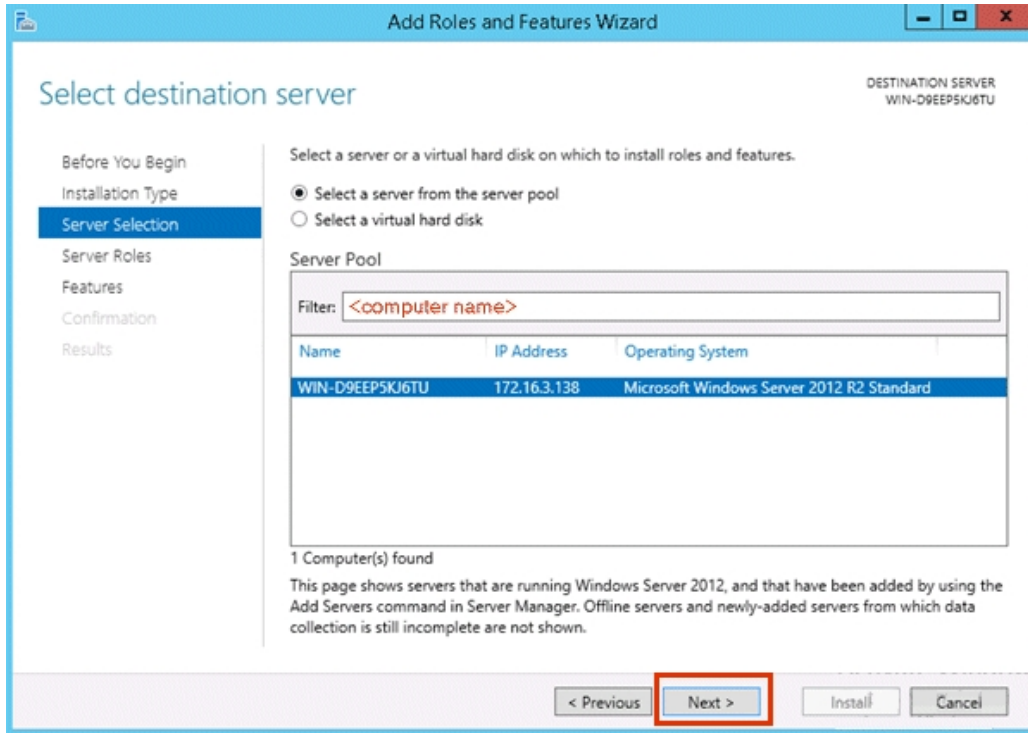 Add Roles and Features Wizard
Select destination server
DESTINATION SERVER
WIN-D9EEP5KJ6TU
Before You Begin
Installation Type
Server Selection
Server Roles
Features
Confirmation
Results
Select a server or a virtual hard disk on which to install roles and features.
Select a server from the server pool
Select a virtual hard disk
Server Pool
Filter: <computer name>
Name IP Address Operating System
WIN-D9EEP5KJ6TU 172.16.3.138 Microsoft Windows Server 2012 R2 Standard
1 Computer(s) found
This page shows servers that are running Windows Server 2012, and that have been added by using the
Add Servers command in Server Manager. Offline servers and newly-added servers from which data
collection is still incomplete are not shown.
< Previous Next > Install Cancel